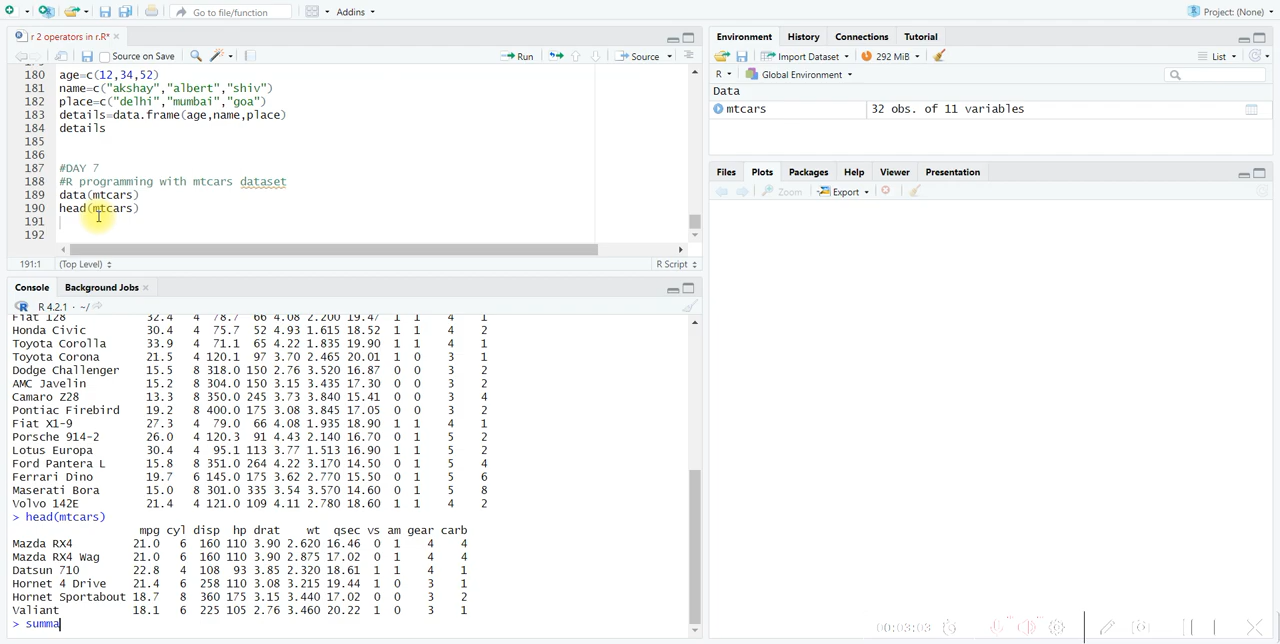 Go to file/function
Addins
Project: (None)
r 2 operators in r.R*
Source on Save
Run
Source
180 age=c(12,34,52)
181 name=c("akshay","albert","shiv")
182 place=c("delhi","mumbai","goa")
183 details=data.frame(age,name,place)
184 details
185
186
187 #DAY 7
188 #R programming with mtcars dataset
189 data(mtcars)
190 head(mtcars)
191
192
191:1 (Top Level) R Script
Console Background Jobs
R 4.2.1 · ~/
Fiat 128 32.4 4 78.7 66 4.08 2.200 19.47 1 1 4 1
Honda Civic 30.4 4 75.7 52 4.93 1.615 18.52 1 1 4 2
Toyota Corolla 33.9 4 71.1 65 4.22 1.835 19.90 1 1 4 1
Toyota Corona 21.5 4 120.1 97 3.70 2.465 20.01 1 0 3 1
Dodge Challenger 15.5 8 318.0 150 2.76 3.520 16.87 0 0 3 2
AMC Javelin 15.2 8 304.0 150 3.15 3.435 17.30 0 0 3 2
Camaro Z28 13.3 8 350.0 245 3.73 3.840 15.41 0 0 3 4
Pontiac Firebird 19.2 8 400.0 175 3.08 3.845 17.05 0 0 3 2
Fiat X1-9 27.3 4 79.0 66 4.08 1.935 18.90 1 1 4 1
Porsche 914-2 26.0 4 120.3 91 4.43 2.140 16.70 0 1 5 2
Lotus Europa 30.4 4 95.1 113 3.77 1.513 16.90 1 1 5 2
Ford Pantera L 15.8 8 351.0 264 4.22 3.170 14.50 0 1 5 4
Ferrari Dino 19.7 6 145.0 175 3.62 2.770 15.50 0 1 5 6
Maserati Bora 15.0 8 301.0 335 3.54 3.570 14.60 0 1 5 8
Volvo 142E 21.4 4 121.0 109 4.11 2.780 18.60 1 1 4 2
> head(mtcars)
mpg cyl disp hp drat wt qsec vs am gear carb
Mazda RX4 21.0 6 160 110 3.90 2.620 16.46 0 1 4 4
Mazda RX4 Wag 21.0 6 160 110 3.90 2.875 17.02 0 1 4 4
Datsun 710 22.8 4 108 93 3.85 2.320 18.61 1 1 4 1
Hornet 4 Drive 21.4 6 258 110 3.08 3.215 19.44 1 0 3 1
Hornet Sportabout 18.7 8 360 175 3.15 3.440 17.02 0 0 3 2
Valiant 18.1 6 225 105 2.76 3.460 20.22 1 0 3 1
> summa
Environment History Connections Tutorial
Import Dataset 292 MiB List
R Global Environment
Data
mtcars 32 obs. of 11 variables
Files Plots Packages Help Viewer Presentation
Zoom Export
00:03:03